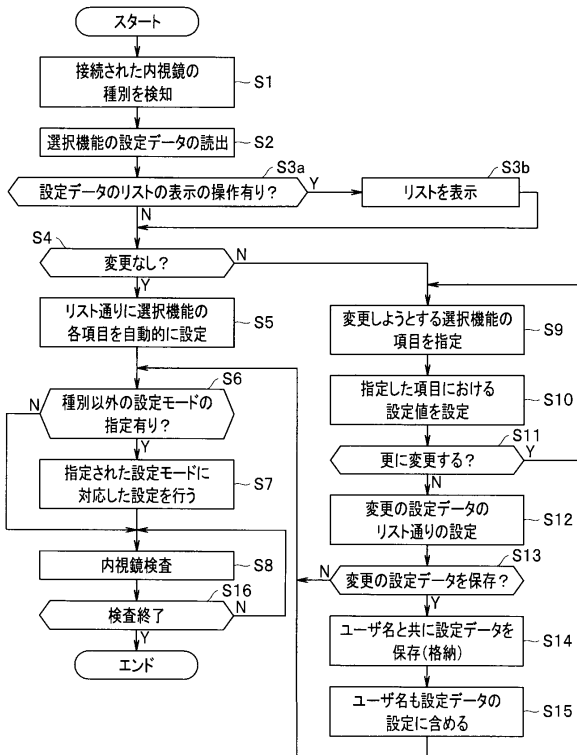 スタート
接続された内視鏡の
種別を検知
S1
選択機能の設定データの読出
S2
設定データのリストの表示の操作有り?
S3a
Y
N
リストを表示
S3b
S4
変更なし?
N
Y
リスト通りに選択機能の
各項目を自動的に設定
S5
種別以外の設定モードの
指定有り?
S6
N
Y
指定された設定モードに
対応した設定を行う
S7
内視鏡検査
S8
検査終了
S16
N
Y
エンド
変更しようとする選択機能の
項目を指定
S9
指定した項目における
設定値を設定
S10
更に変更する?
S11
Y
N
変更の設定データの
リスト通りの設定
S12
変更の設定データを保存?
S13
N
Y
ユーザ名と共に設定データを
保存(格納)
S14
ユーザ名も設定データの
設定に含める
S15